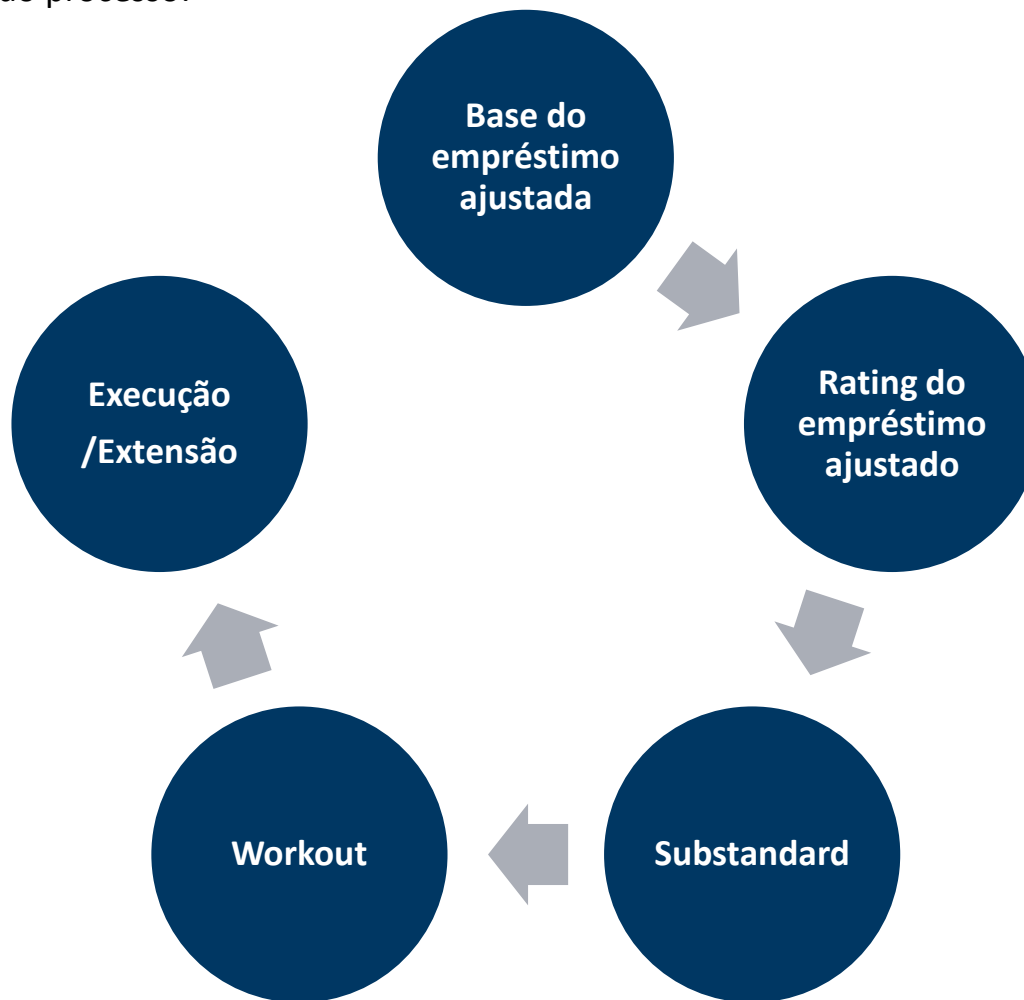 Base do
empréstimo
ajustada
Rating do
empréstimo
ajustado
Substandard
Workout
Execução
/Extensão